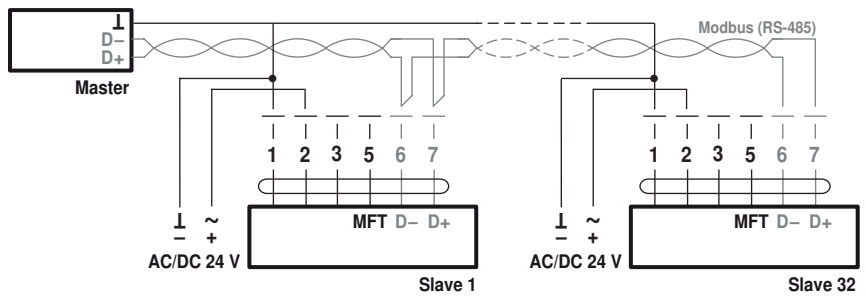 ⊥
D–
D+
Master
Modbus (RS-485)
1 2 3 5 6 7
1 2 3 5 6 7
⊥ ~
– +
AC/DC 24 V
MFT D– D+
Slave 1
⊥ ~
– +
AC/DC 24 V
MFT D– D+
Slave 32